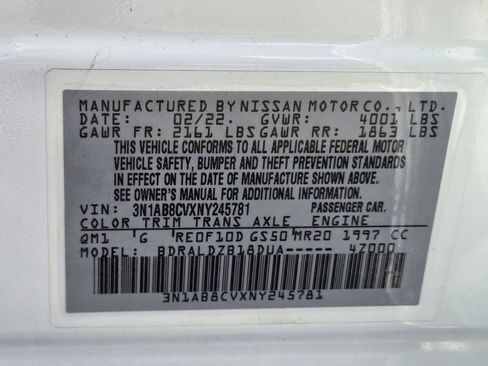 MANUFACTURED BY NISSAN MOTOR CO., LTD.
DATE: 02/22. GVWR: 4001 LBS
GAWR FR: 2161 LBS GAWR RR: 1863 LBS
THIS VEHICLE CONFORMS TO ALL APPLICABLE FEDERAL MOTOR
VEHICLE SAFETY, BUMPER AND THEFT PREVENTION STANDARDS
IN EFFECT ON THE DATE OF MANUFACTURE SHOWN ABOVE.
SEE OWNER'S MANUAL FOR ADDITIONAL INFORMATION.
VIN: 3N1AB8CVXNY245781 PASSENGER CAR.
COLOR TRIM TRANS AXLE ENGINE
QM1 'G RE0F10D GS50 MR20 1997 CC
MODEL: BDRALDZB18DUA----- 4Z000
3N1AB8CVXNY245781